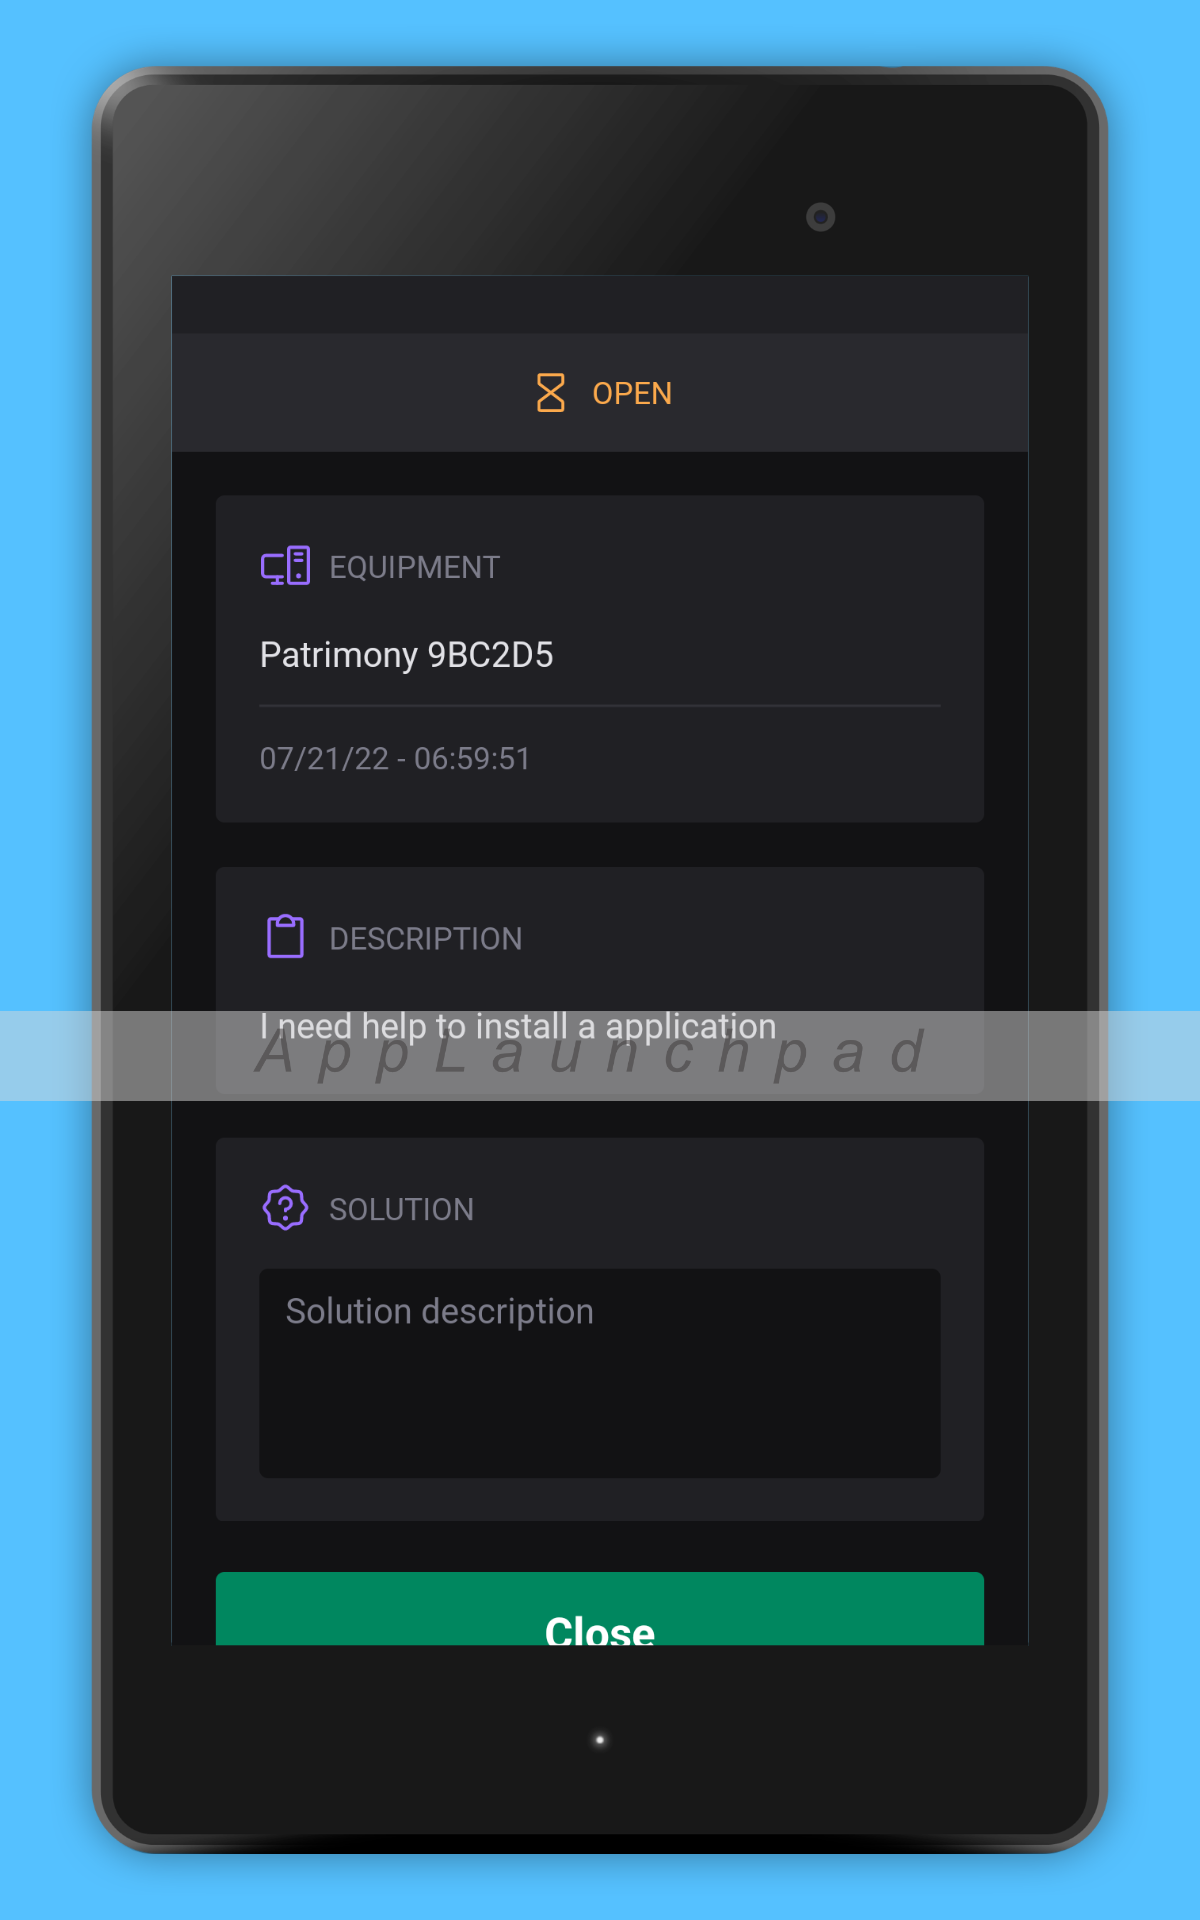 OPEN
EQUIPMENT
Patrimony 9BC2D5
07/21/22 - 06:59:51
DESCRIPTION
I need help to install a application
AppLaunchpad
SOLUTION
Solution description
Close